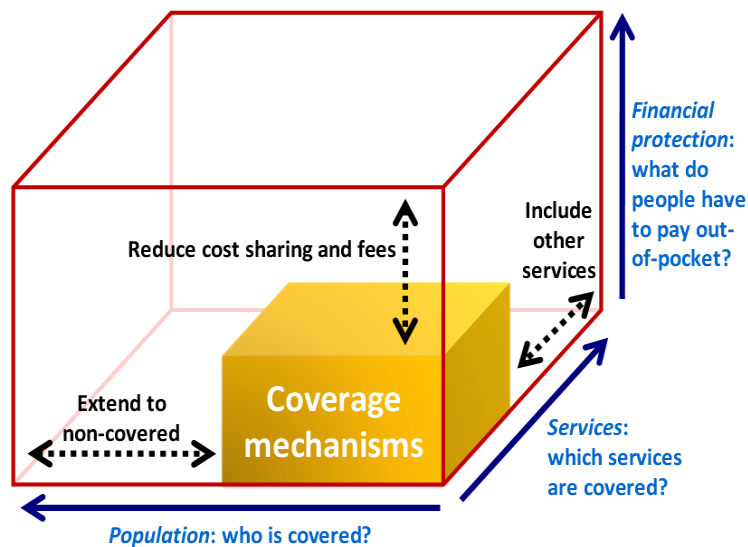 Financial
protection:
what do
people have
to pay out-
of-pocket?
Include
other
services
Reduce cost sharing and fees
Extend to
non-covered
Coverage
mechanisms
Services:
which services
are covered?
Population: who is covered?